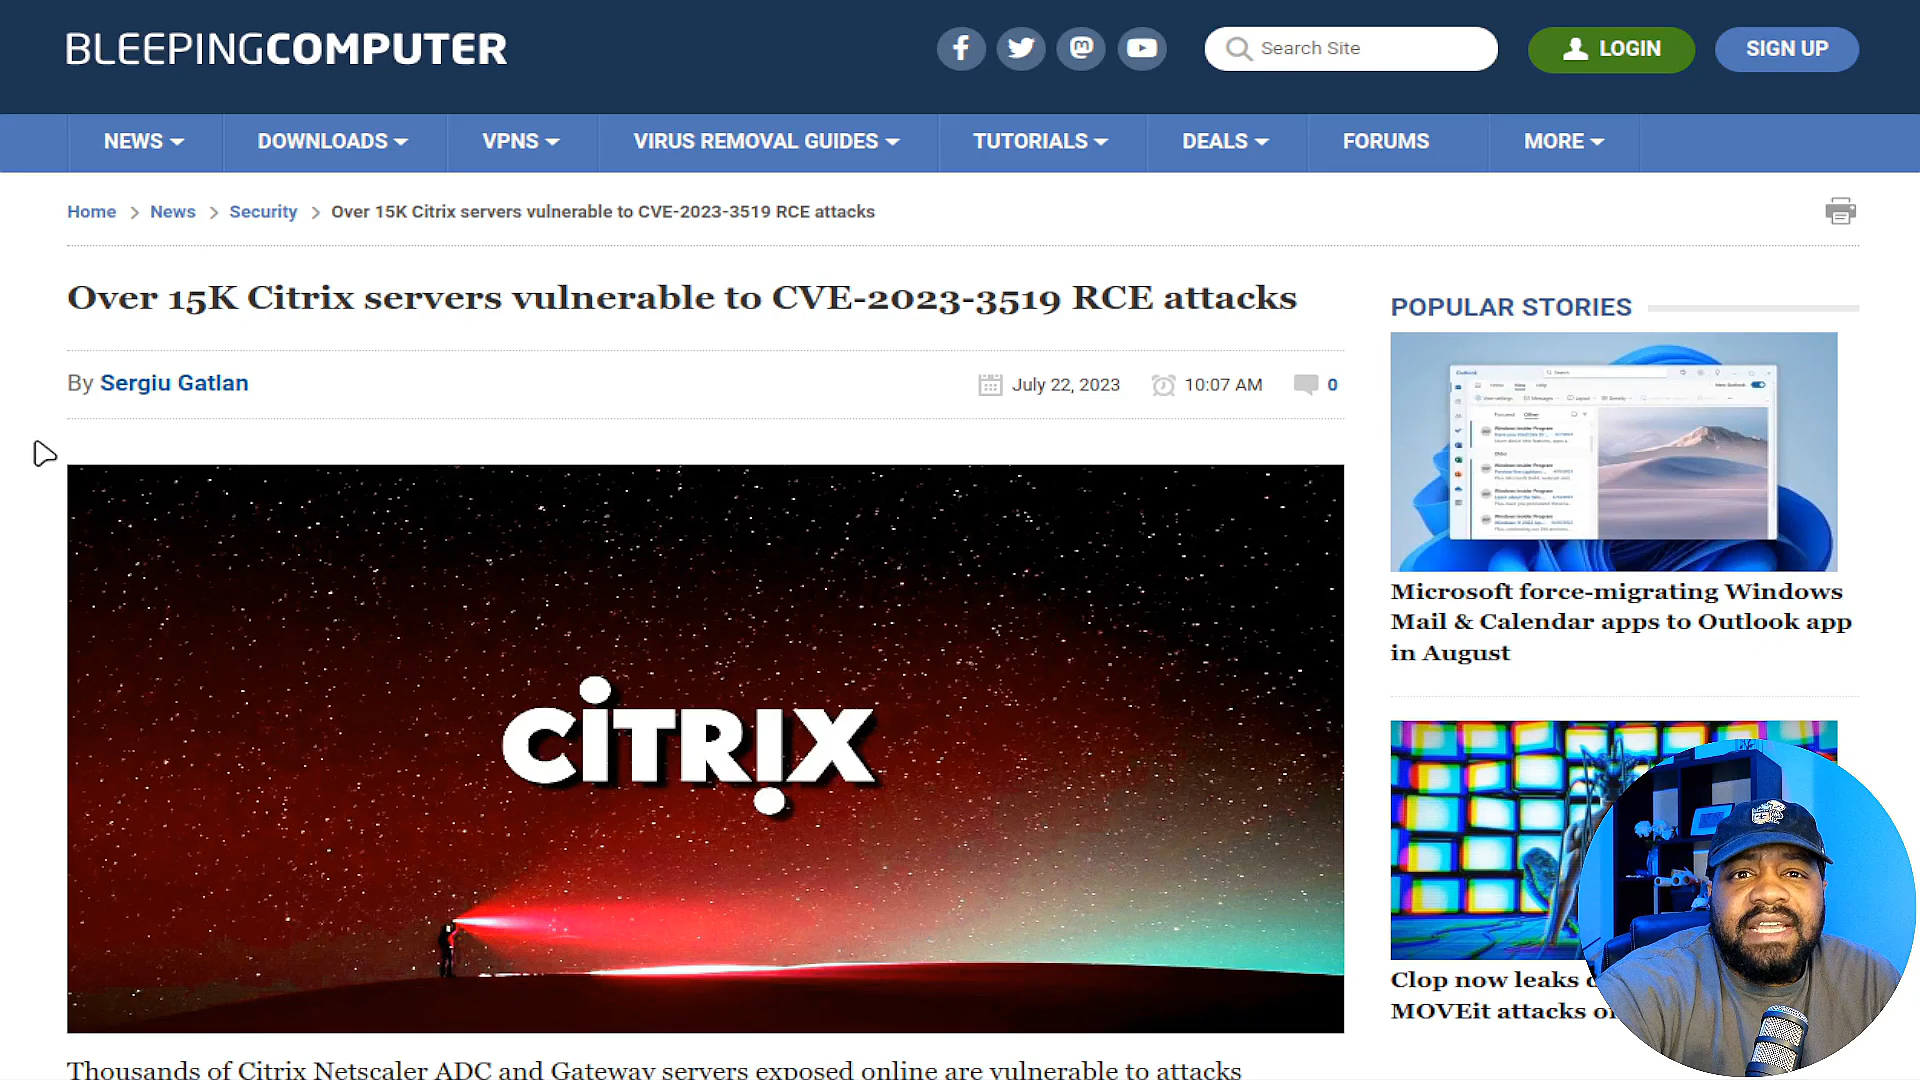 BLEEPINGCOMPUTER
Search Site
LOGIN
SIGN UP
NEWS
DOWNLOADS
VPNS
VIRUS REMOVAL GUIDES
TUTORIALS
DEALS
FORUMS
MORE
Home > News > Security > Over 15K Citrix servers vulnerable to CVE-2023-3519 RCE attacks
Over 15K Citrix servers vulnerable to CVE-2023-3519 RCE attacks
By Sergiu Gatlan
July 22, 2023
10:07 AM
0
CITRIX
Thousands of Citrix Netscaler ADC and Gateway servers exposed online are vulnerable to attacks
POPULAR STORIES
Outlook
Search
Microsoft force-migrating Windows
Mail & Calendar apps to Outlook app
in August
Clop now leaks
MOVEit attacks